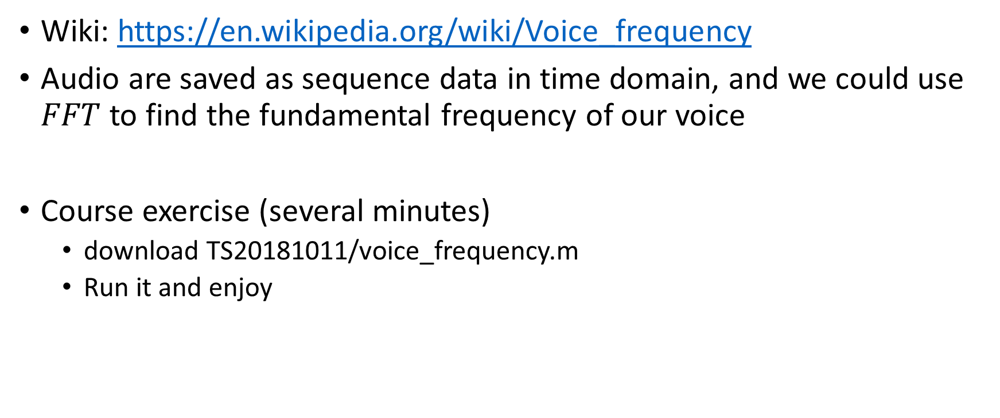 • Wiki: https://en.wikipedia.org/wiki/Voice_frequency
• Audio are saved as sequence data in time domain, and we could use
FFT to find the fundamental frequency of our voice
• Course exercise (several minutes)
• download TS20181011/voice_frequency.m
• Run it and enjoy